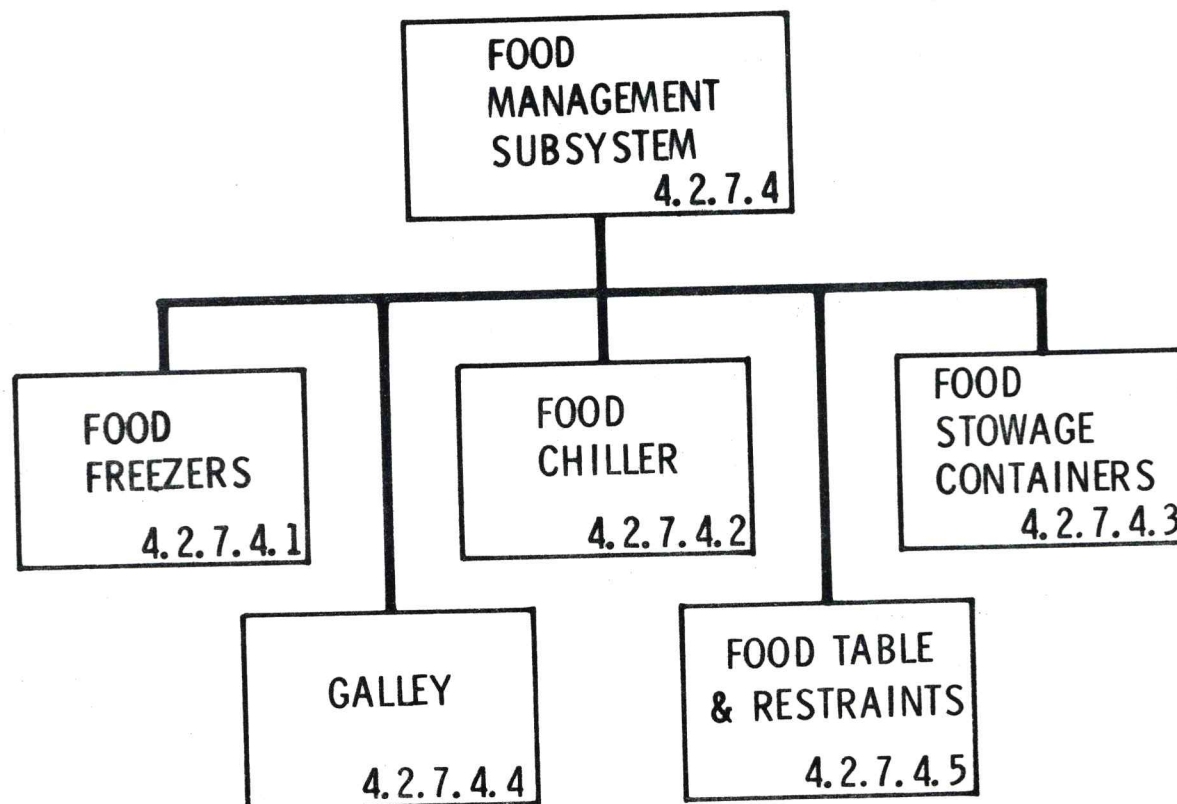 FOOD
MANAGEMENT
SUBSYSTEM
4.2.7.4
FOOD
FREEZERS
4.2.7.4.1
FOOD
CHILLER
4.2.7.4.2
FOOD
STOWAGE
CONTAINERS
4.2.7.4.3
GALLEY
4.2.7.4.4
FOOD TABLE
& RESTRAINTS
4.2.7.4.5